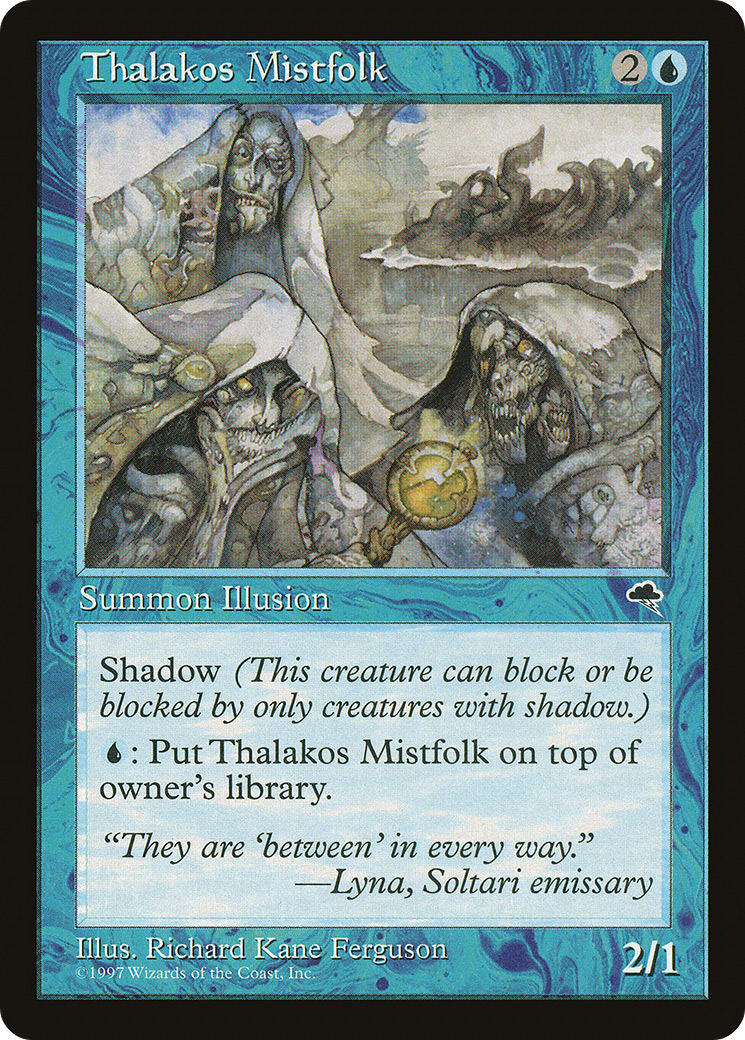 Thalakos Mistfolk 2
Summon Illusion
Shadow (This creature can block or be
blocked by only creatures with shadow.)
: Put Thalakos Mistfolk on top of
owner's library.
“They are ‘between’ in every way.”
—Lyna, Soltari emissary
Illus. Richard Kane Ferguson
©1997 Wizards of the Coast, Inc.
2/1